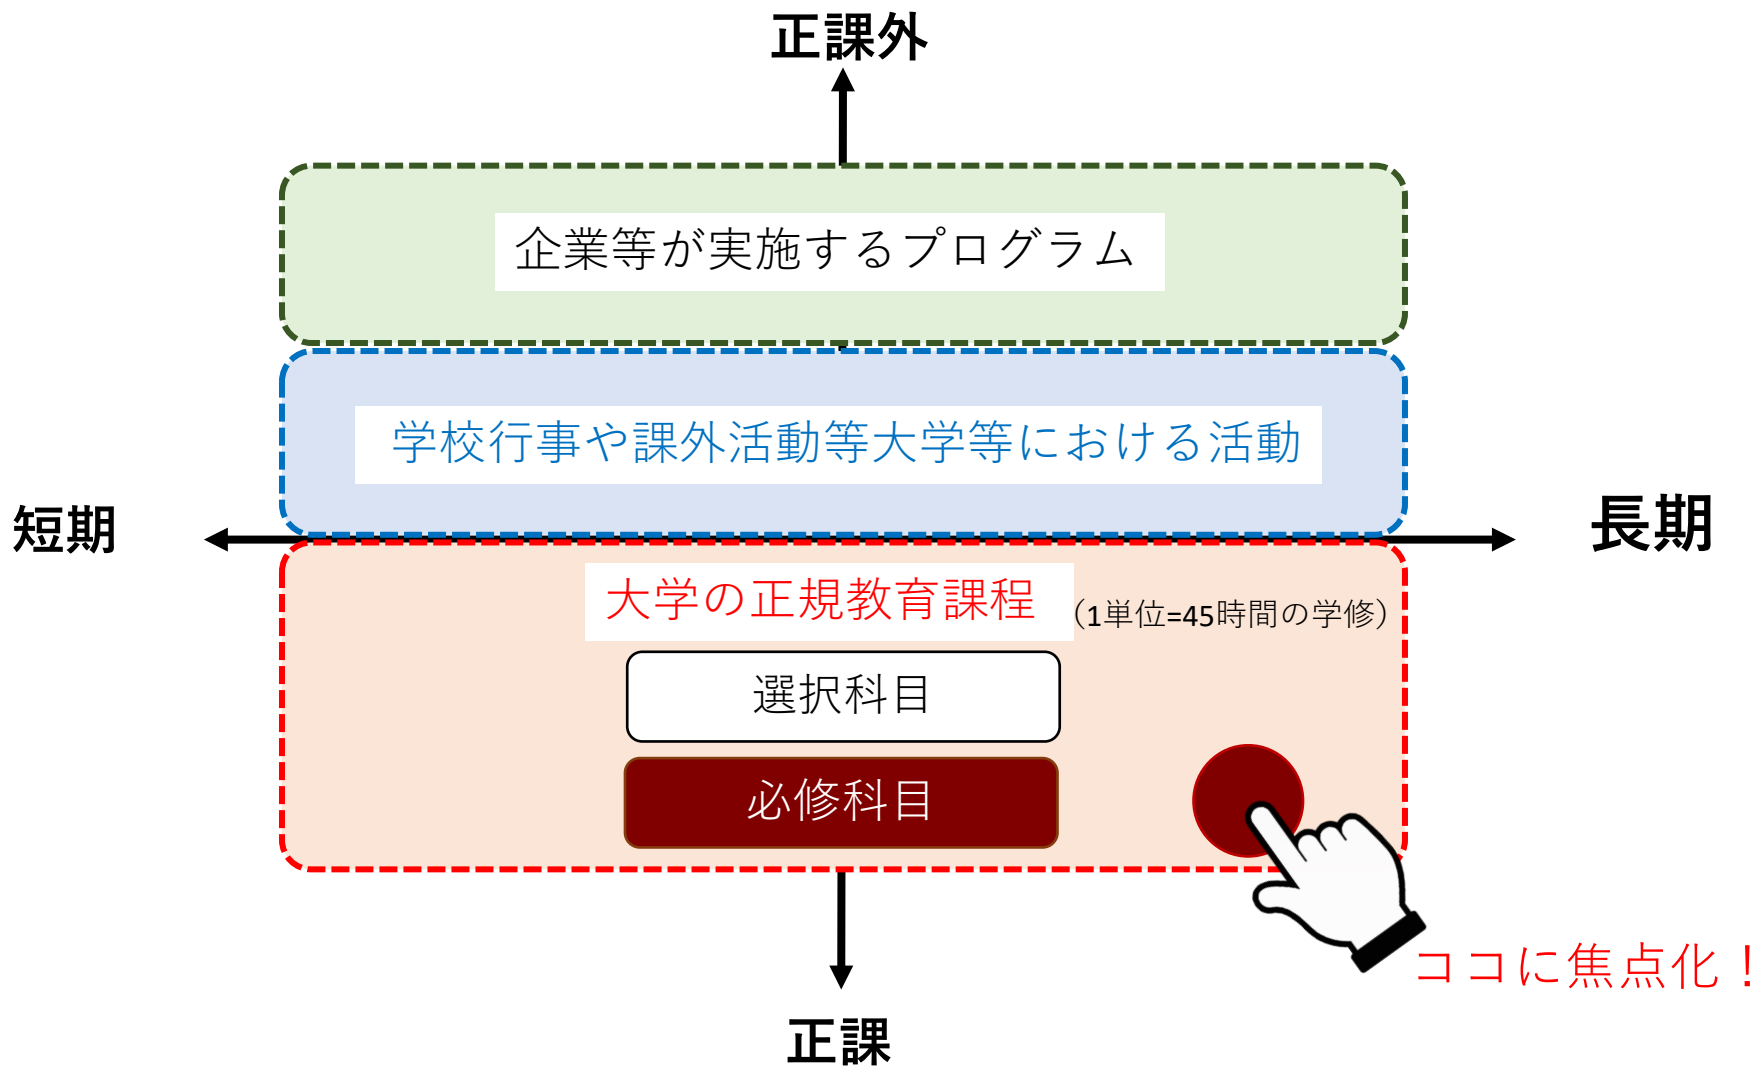 正課外
企業等が実施するプログラム
学校行事や課外活動等大学等における活動
短期
長期
大学の正規教育課程
（1単位=45時間の学修）
選択科目
必修科目
ココに焦点化！
正課